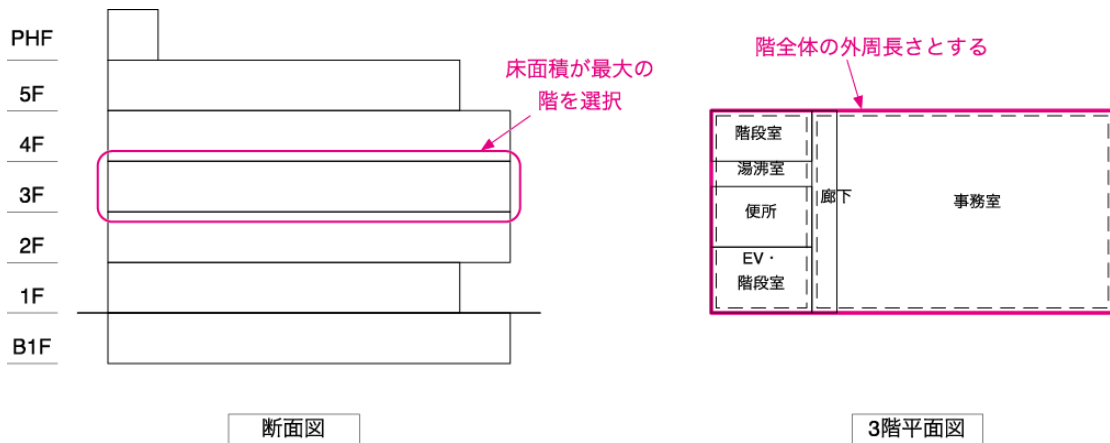 PHF
5F
4F
3F
2F
1F
B1F
床面積が最大の
階を選択
断面図
階全体の外周長さとする
階段室
湯沸室
便所
EV・
階段室
廊下
事務室
3階平面図